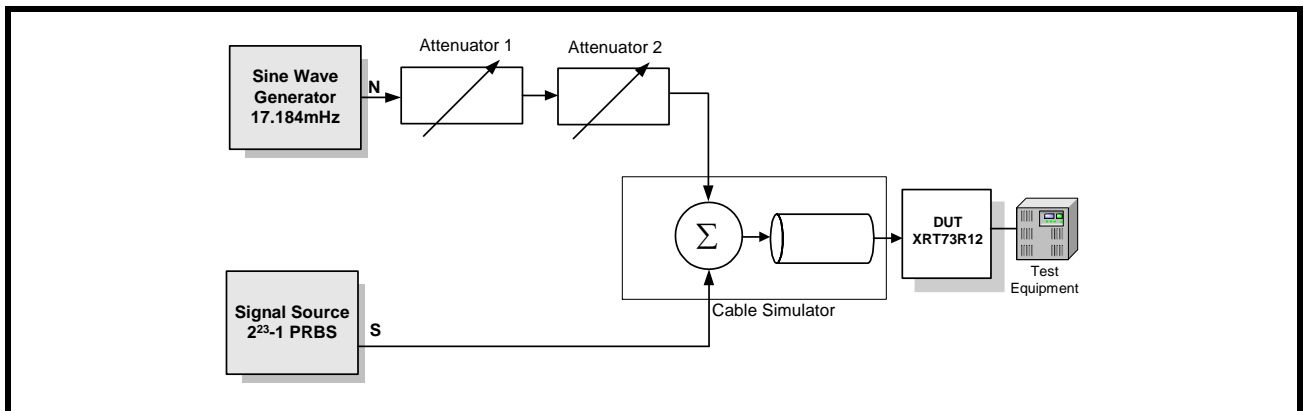 Attenuator 1
Attenuator 2
Sine Wave
Generator
17.184mHz
N
Σ
DUT
XRT73R12
Test
Equipment
Cable Simulator
Signal Source
2²³-1 PRBS
S